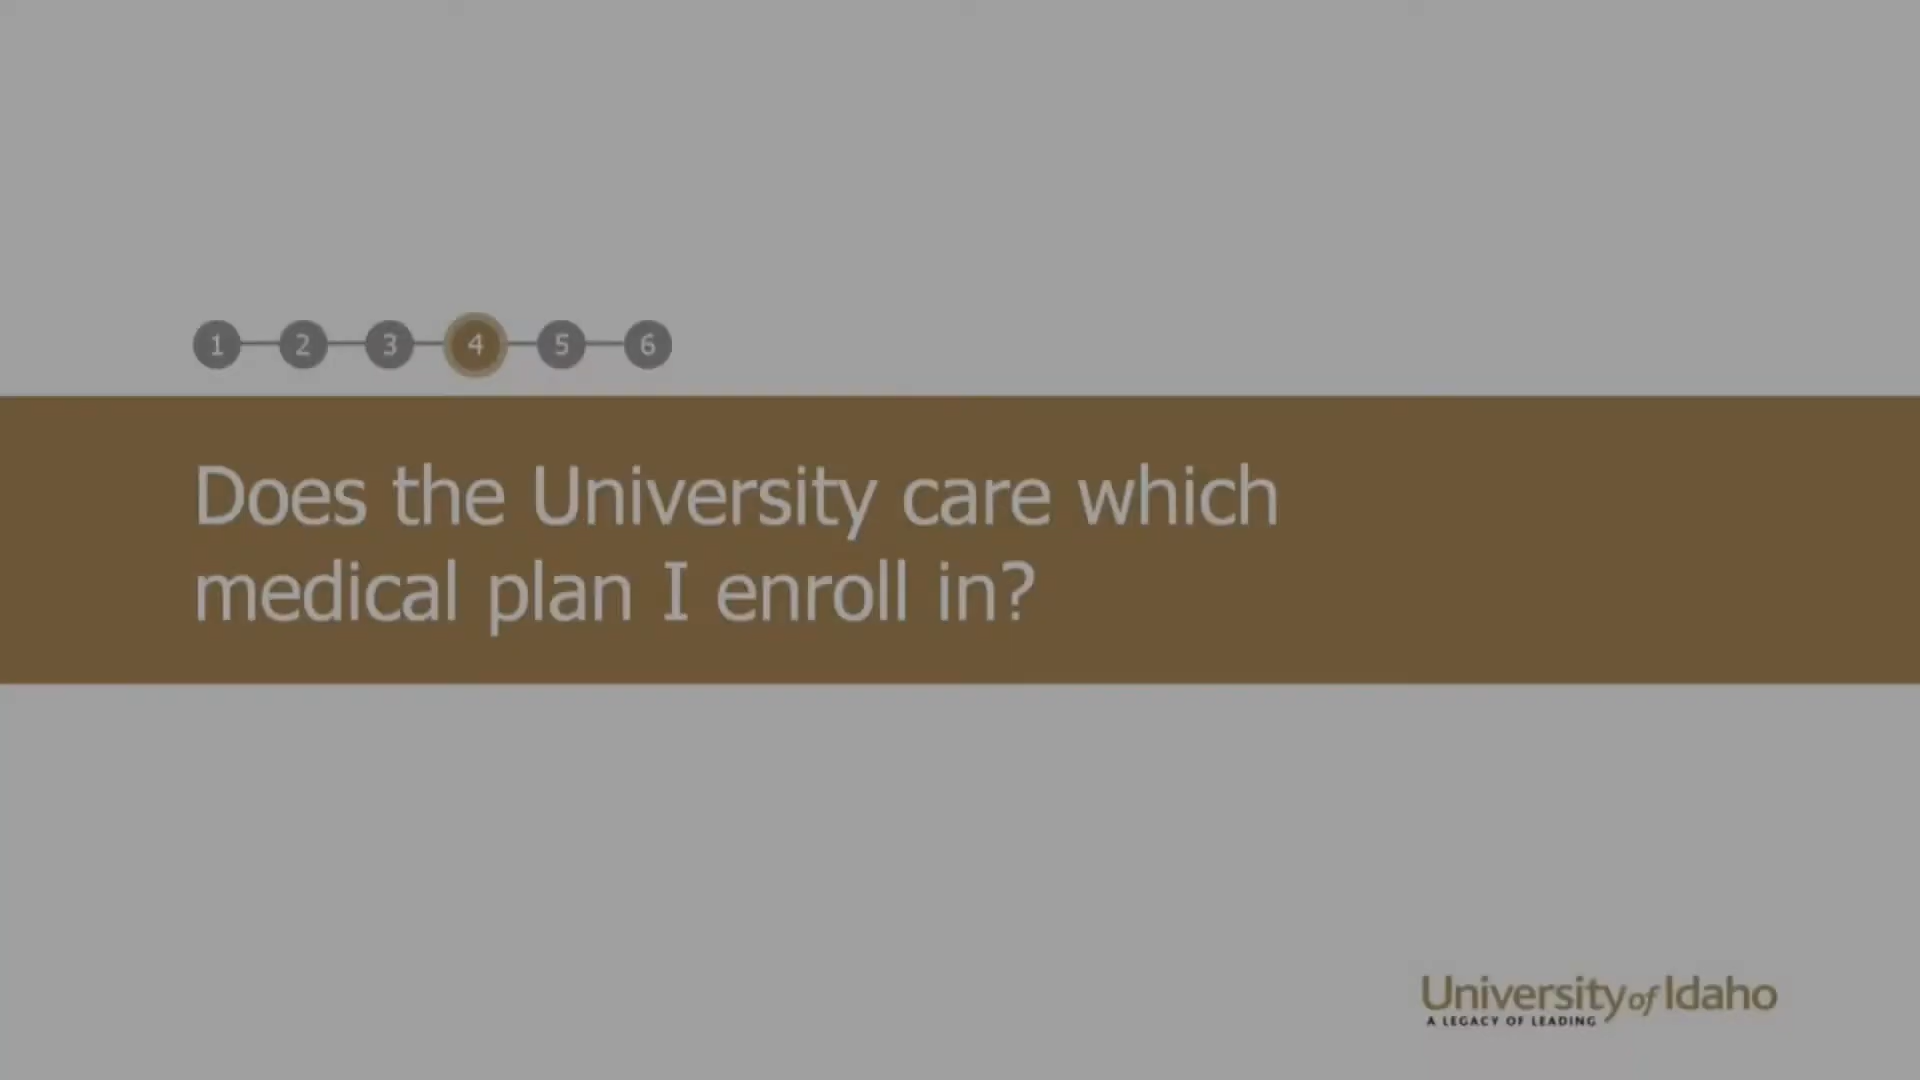 1 2 3 4 5 6
Does the University care which
medical plan I enroll in?
University of Idaho
A LEGACY OF LEADING